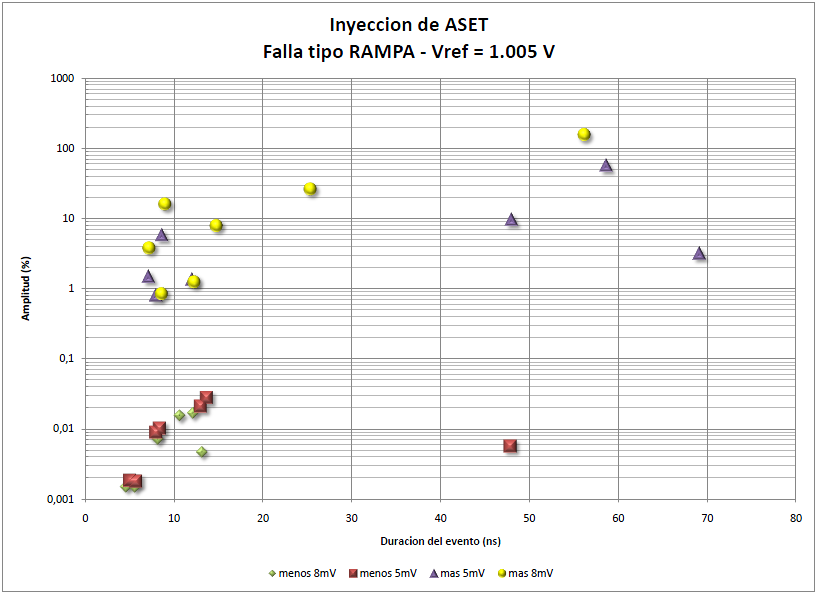 Inyeccion de ASET
Falla tipo RAMPA - Vref = 1.005 V
1000
100
10
1
0,1
0,01
0,001
Amplitud (%)
0 10 20 30 40 50 60 70 80
Duracion del evento (ns)
menos 8mV menos 5mV mas 5mV mas 8mV